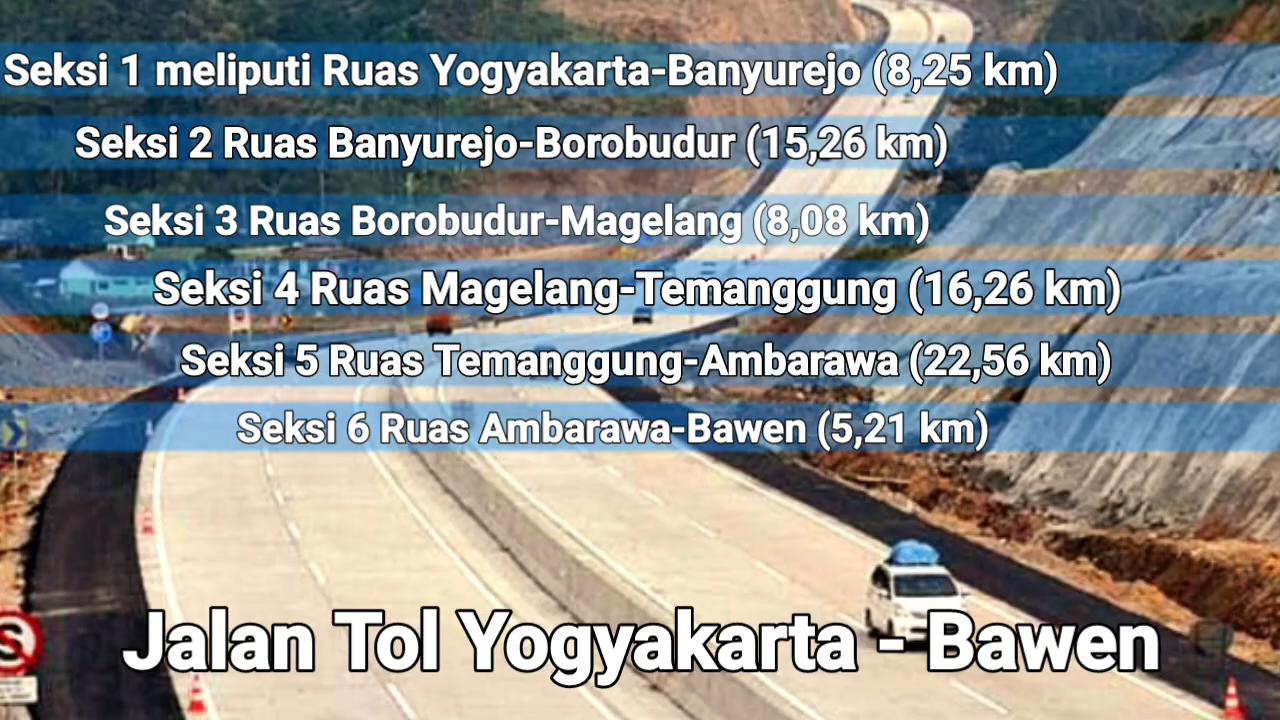 Seksi 1 meliputi Ruas Yogyakarta-Banyurejo (8,25 km)
Seksi 2 Ruas Banyurejo-Borobudur (15,26 km)
Seksi 3 Ruas Borobudur-Magelang (8,08 km)
Seksi 4 Ruas Magelang-Temanggung (16,26 km)
Seksi 5 Ruas Temanggung-Ambarawa (22,56 km)
Seksi 6 Ruas Ambarawa-Bawen (5,21 km)
Jalan Tol Yogyakarta - Bawen